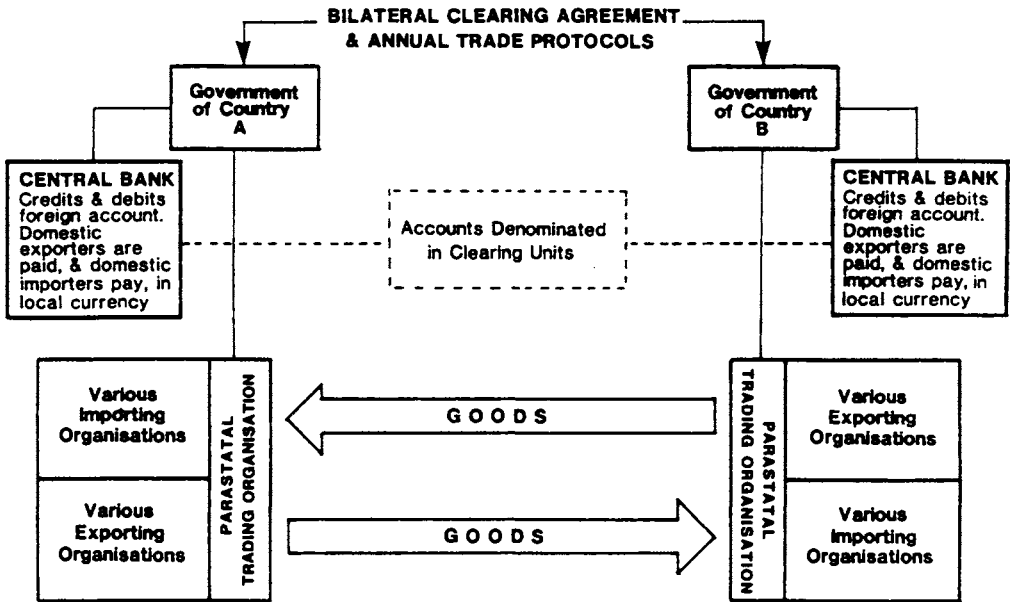 BILATERAL CLEARING AGREEMENT
& ANNUAL TRADE PROTOCOLS
Government
of Country
A
Government
of Country
B
CENTRAL BANK
Credits & debits
foreign account.
Domestic
exporters are
paid, & domestic
importers pay, in
local currency
Accounts Denominated
in Clearing Units
CENTRAL BANK
Credits & debits
foreign account.
Domestic
exporters are
paid, & domestic
importers pay, in
local currency
Various
Importing
Organisations
PARASTATAL
TRADING ORGANISATION
GOODS
PARASTATAL
TRADING ORGANISATION
Various
Exporting
Organisations
Various
Exporting
Organisations
GOODS
Various
Importing
Organisations